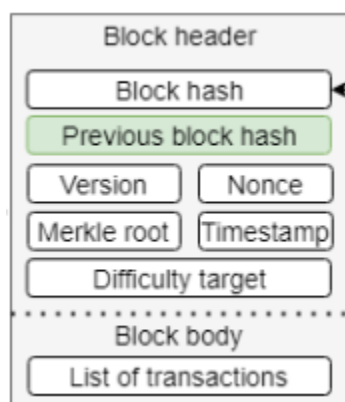 Block header
Block hash
Previous block hash
Version Nonce
Merkle root Timestamp
Difficulty target
Block body
List of transactions